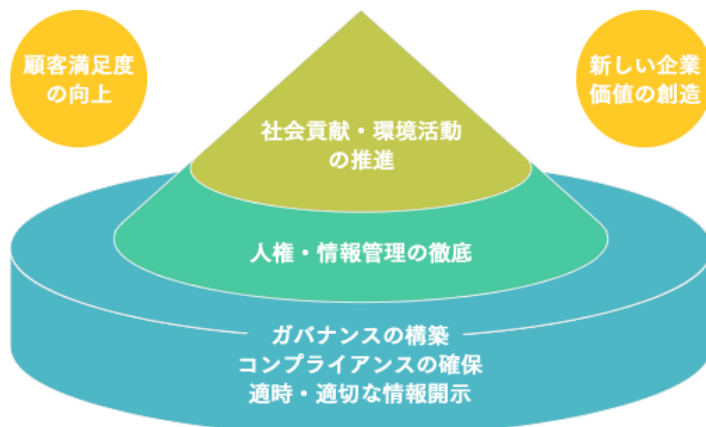 顧客満足度
の向上
新しい企業
価値の創造
社会貢献・環境活動
の推進
人権・情報管理の徹底
ガバナンスの構築
コンプライアンスの確保
適時・適切な情報開示